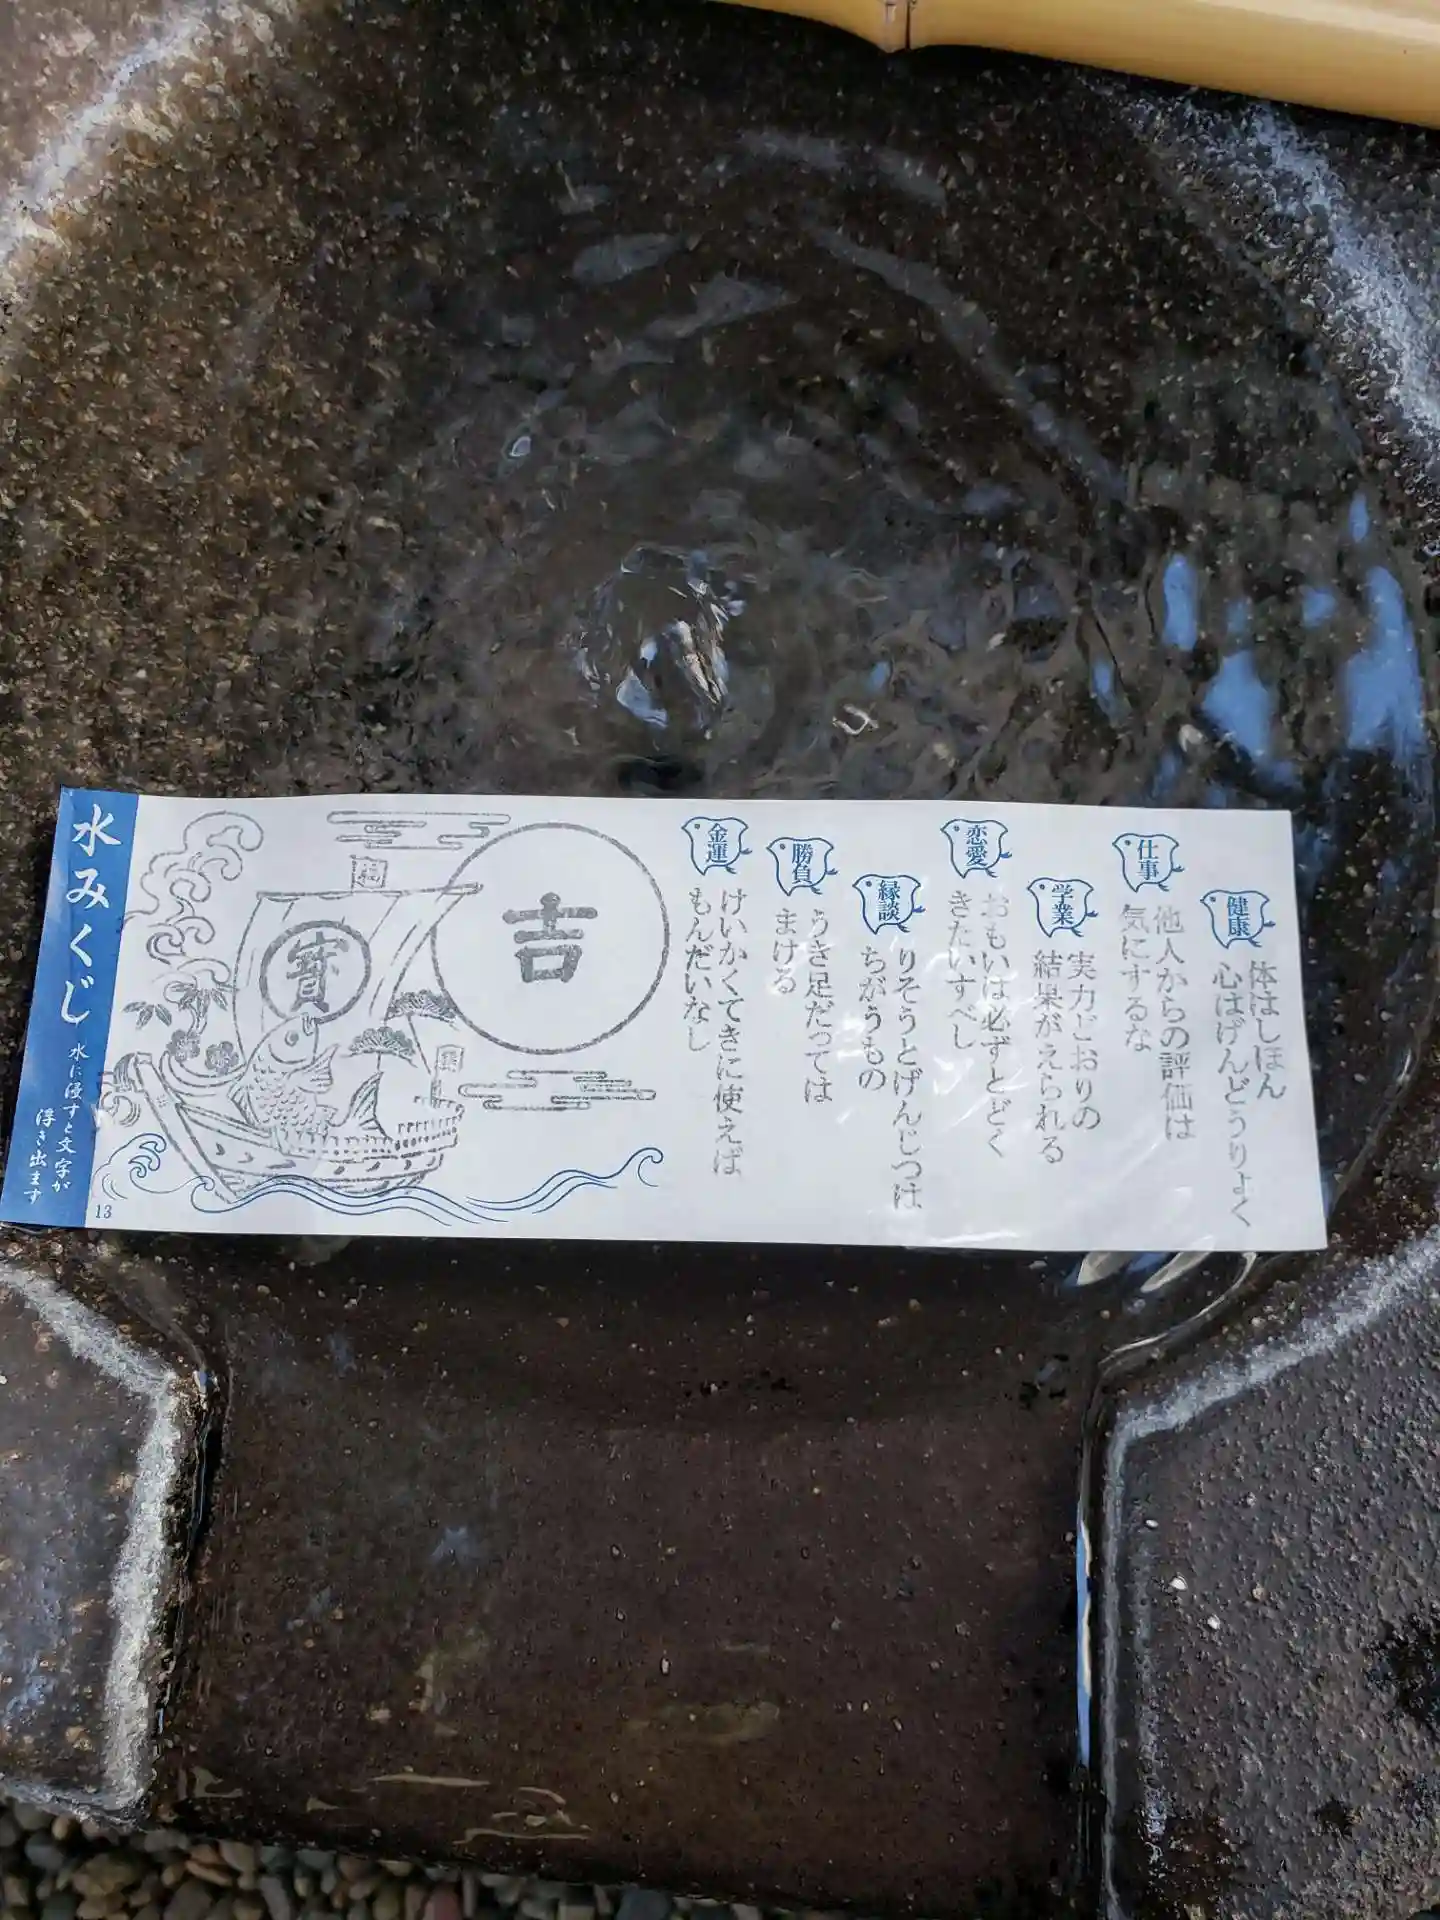 健康
体はしほん
心はげんどうりょく
仕事
他人からの評価は
気にするな
学業
実力どおりの
結果がえられる
恋愛
おもいは必ずとどく
きたいすべし
縁談
りそうとげんじつは
ちがうもの
勝負
うき足だっては
まける
金運
けいかくてきに使えば
もんだいなし
吉
寶
水みくじ
水に浸すと文字が
浮き出ます
13